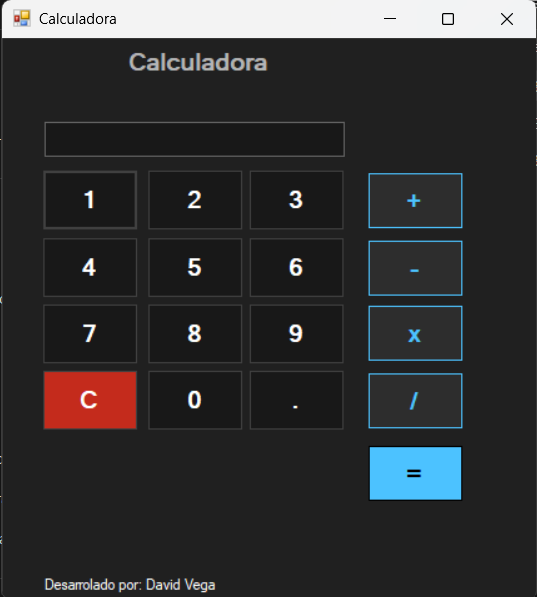 Calculadora
Calculadora
1 2 3 +
4 5 6 -
7 8 9 x
C 0 . /
=
Desarrolado por: David Vega